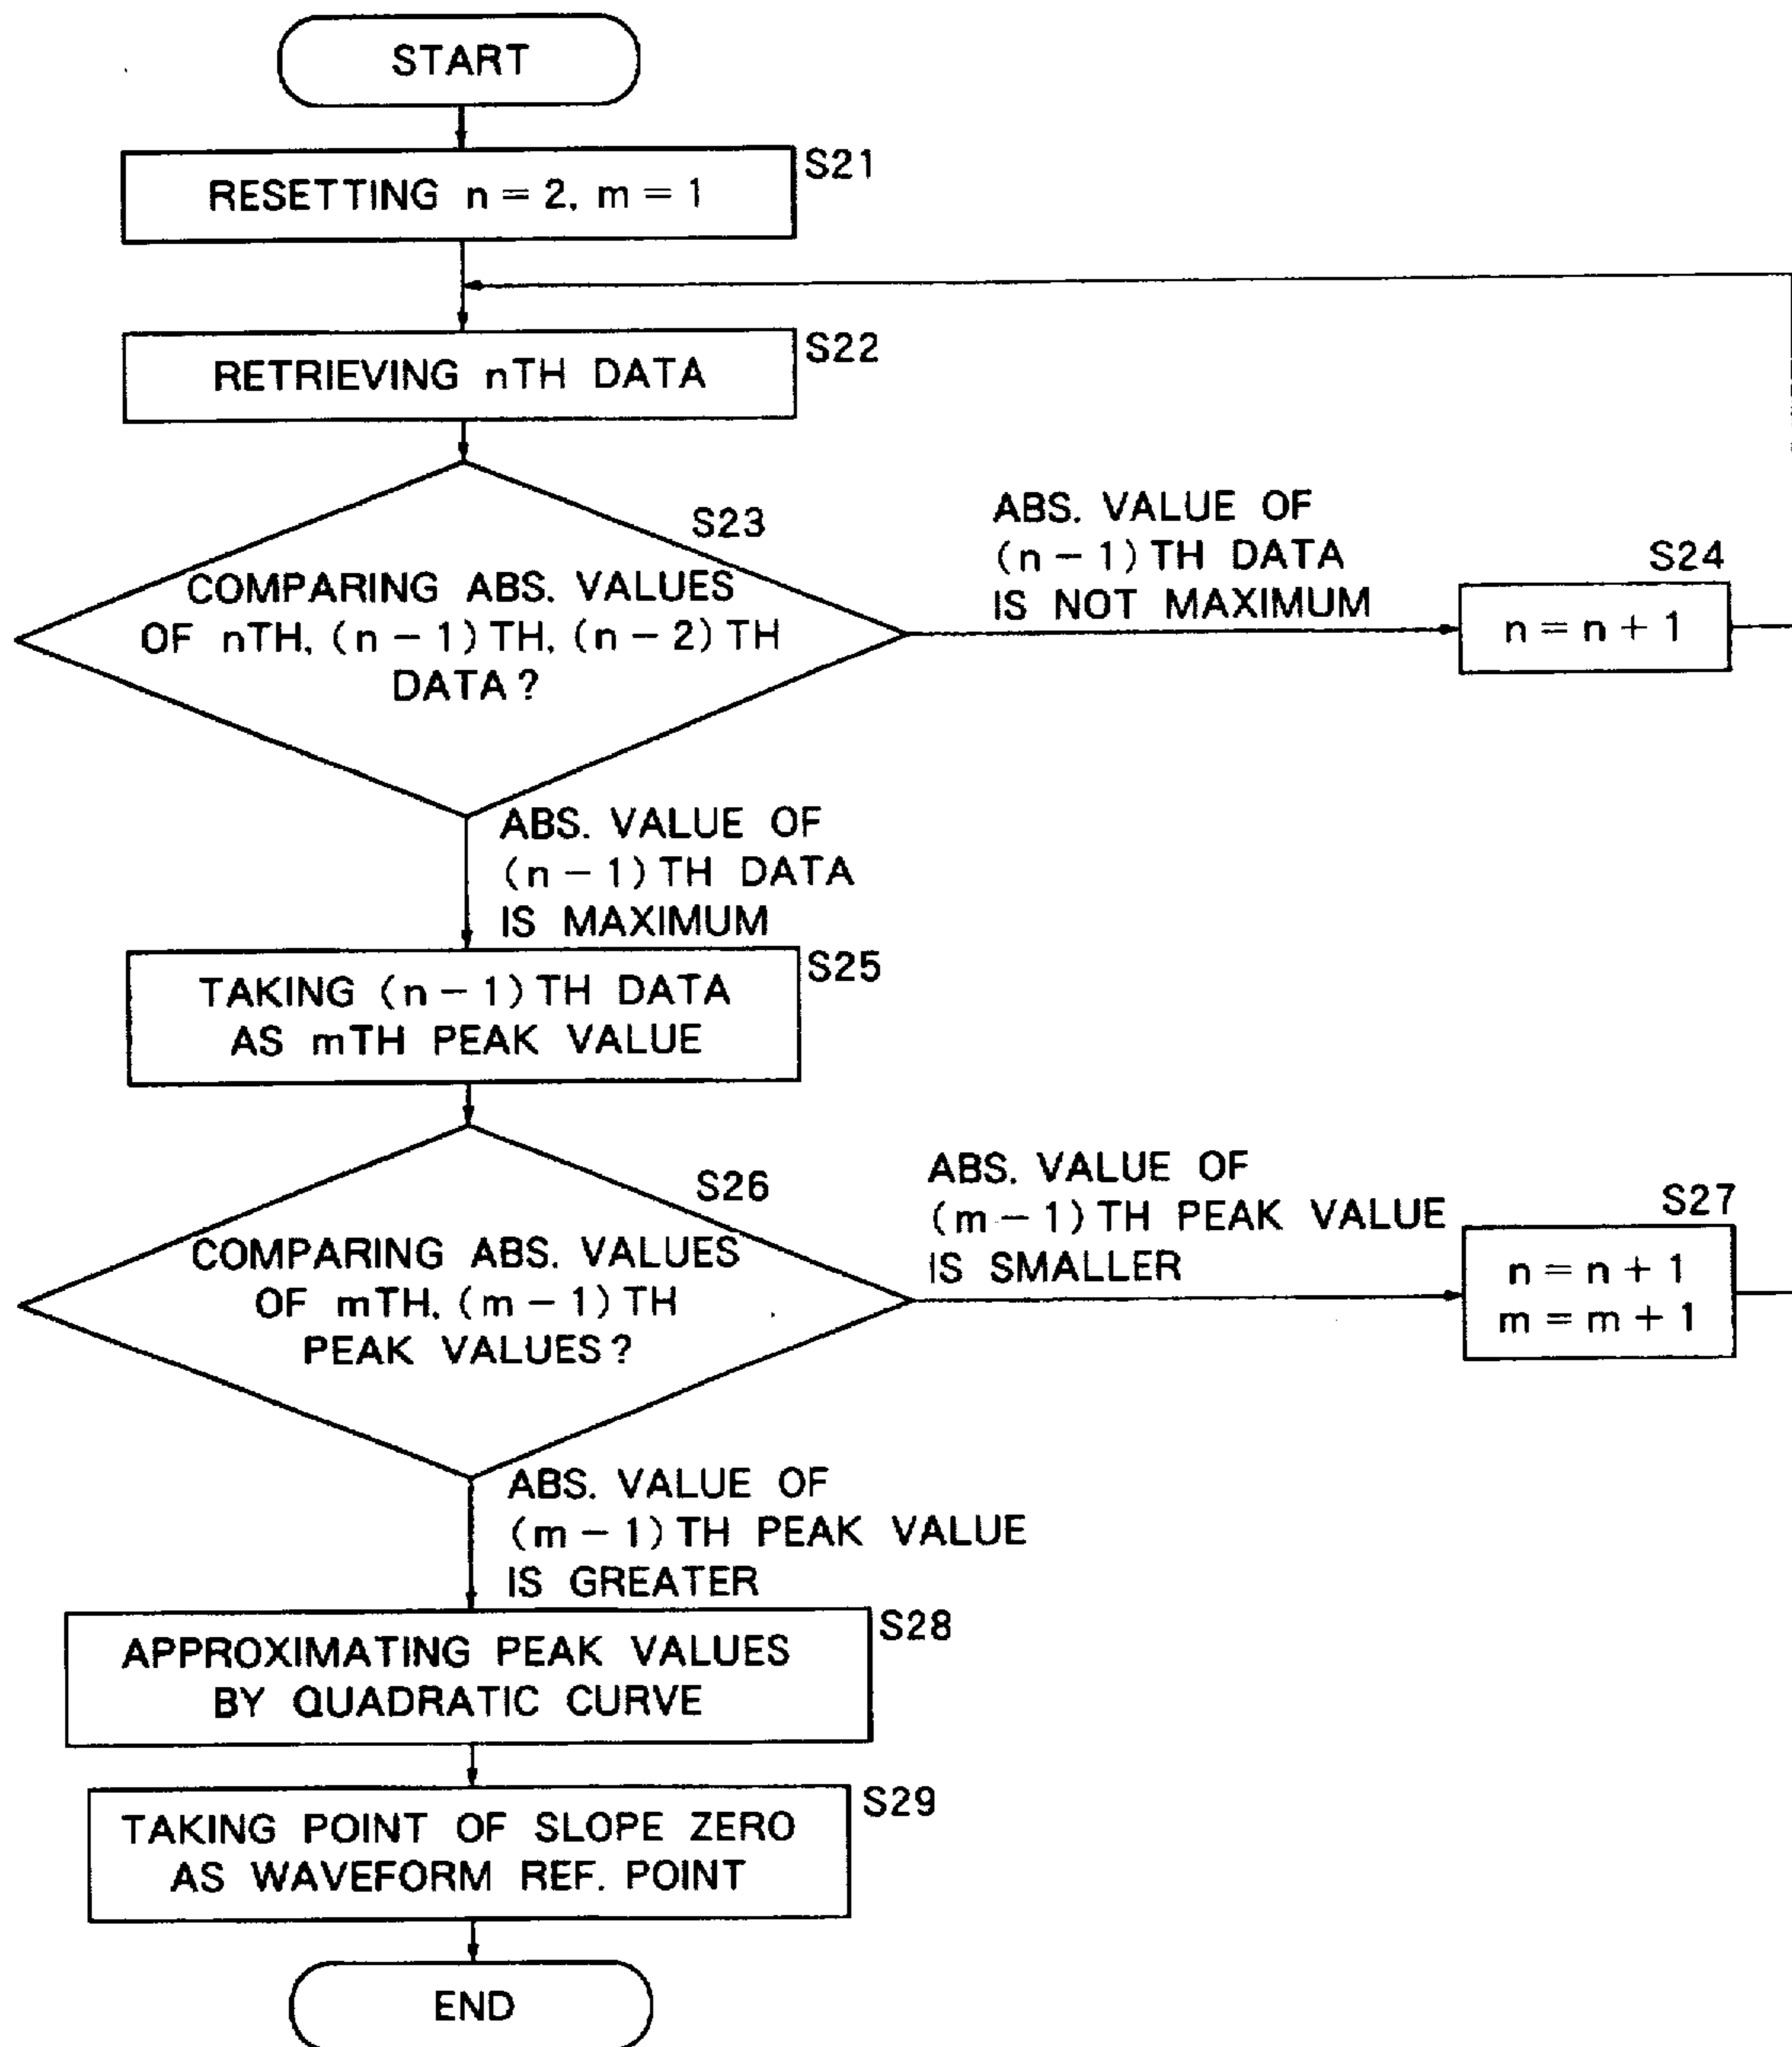 START
S21
RESETTING n = 2, m = 1
S22
RETRIEVING nTH DATA
S23
COMPARING ABS. VALUES
OF nTH, (n − 1) TH, (n − 2) TH
DATA ?
ABS. VALUE OF
(n − 1) TH DATA
IS NOT MAXIMUM
S24
n = n + 1
ABS. VALUE OF
(n − 1) TH DATA
IS MAXIMUM
S25
TAKING (n − 1) TH DATA
AS mTH PEAK VALUE
S26
COMPARING ABS. VALUES
OF mTH, (m − 1) TH
PEAK VALUES ?
ABS. VALUE OF
(m − 1) TH PEAK VALUE
IS SMALLER
S27
n = n + 1
m = m + 1
ABS. VALUE OF
(m − 1) TH PEAK VALUE
IS GREATER
S28
APPROXIMATING PEAK VALUES
BY QUADRATIC CURVE
S29
TAKING POINT OF SLOPE ZERO
AS WAVEFORM REF. POINT
END